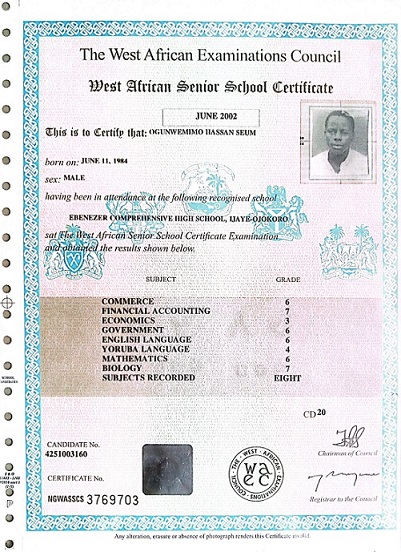 The West African Examinations Council
West African Senior School Certificate
JUNE 2002
This is to Certify that: OGUNWEMIMO HASSAN SEUM
born on: JUNE 11, 1984
sex: MALE
having been in attendance at the following recognised school
EBENEZER COMPREHENSIVE HIGH SCHOOL, IJAYE-OJOKORO
sat The West African Senior School Certificate Examination
and obtained the results shown below.
SUBJECT GRADE
COMMERCE 6
FINANCIAL ACCOUNTING 7
ECONOMICS 3
GOVERNMENT 6
ENGLISH LANGUAGE 6
YORUBA LANGUAGE 4
MATHEMATICS 6
BIOLOGY 7
SUBJECTS RECORDED EIGHT
CD20
Chairman of Council
CANDIDATE No.
4251003160
THE WEST AFRICAN EXAMINATIONS COUNCIL
waec
CERTIFICATE No.
NGWASSCS 3769703
Registrar to the Council
Any alteration, erasure or absence of photograph renders this Certificate invalid.